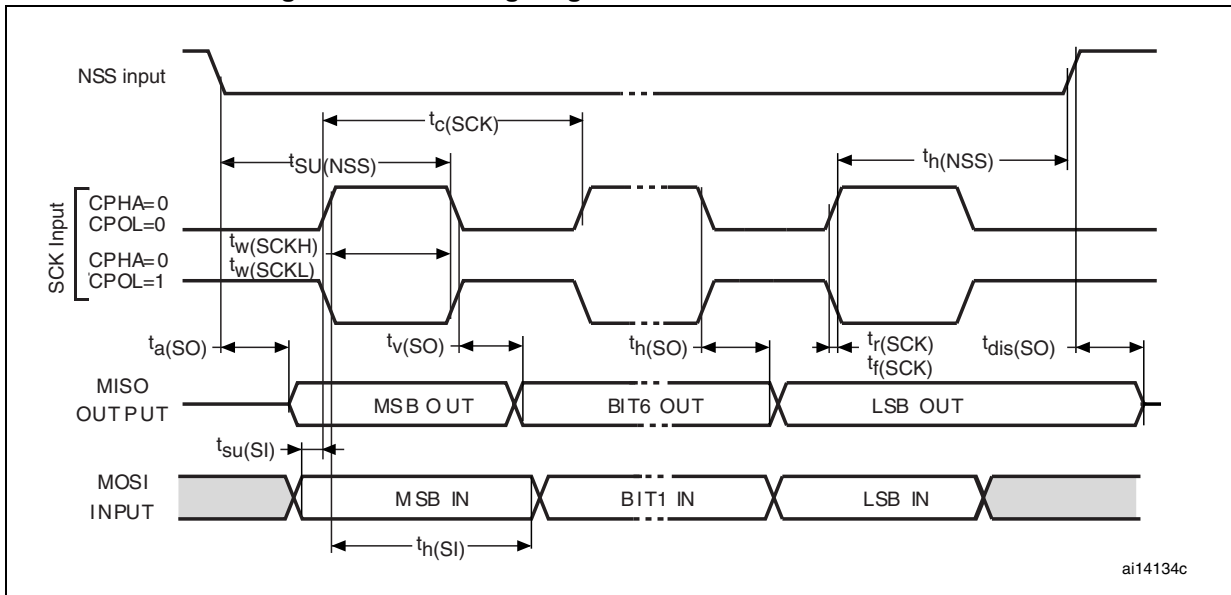 NSS input
tc(SCK)
tSU(NSS)
th(NSS)
SCK Input
CPHA=0
CPOL=0
tw(SCKH)
CPHA=0
tw(SCKL)
CPOL=1
ta(SO)
tv(SO)
th(SO)
tr(SCK)
tf(SCK)
tdis(SO)
MISO
OUTPUT
MSB OUT
BIT6 OUT
LSB OUT
tsu(SI)
MOSI
INPUT
MSB IN
BIT1 IN
LSB IN
th(SI)
ai14134c